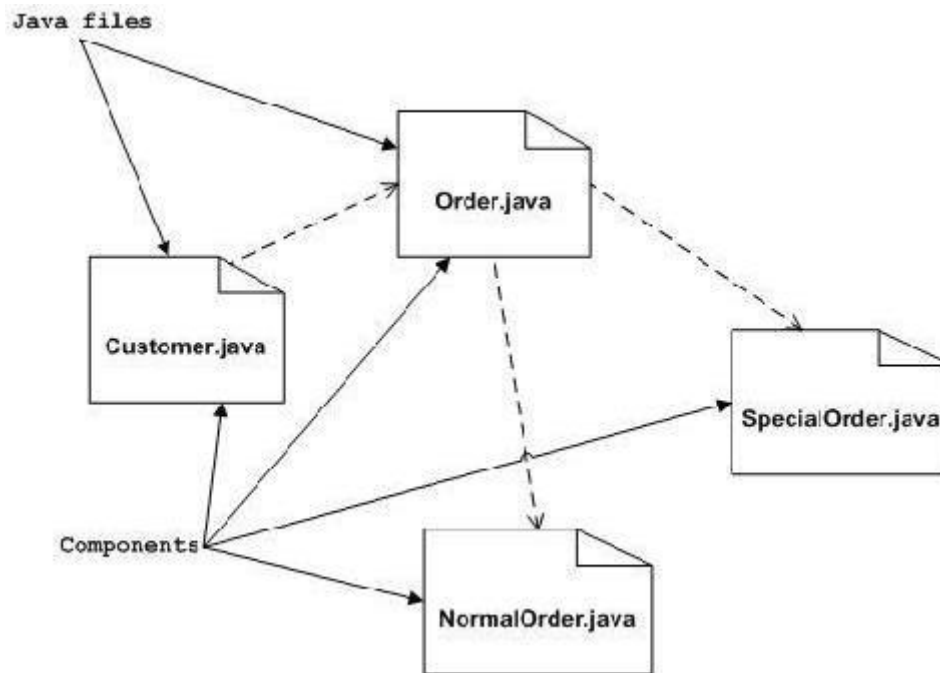 Java files
Order.java
Customer.java
SpecialOrder.java
Components
NormalOrder.java